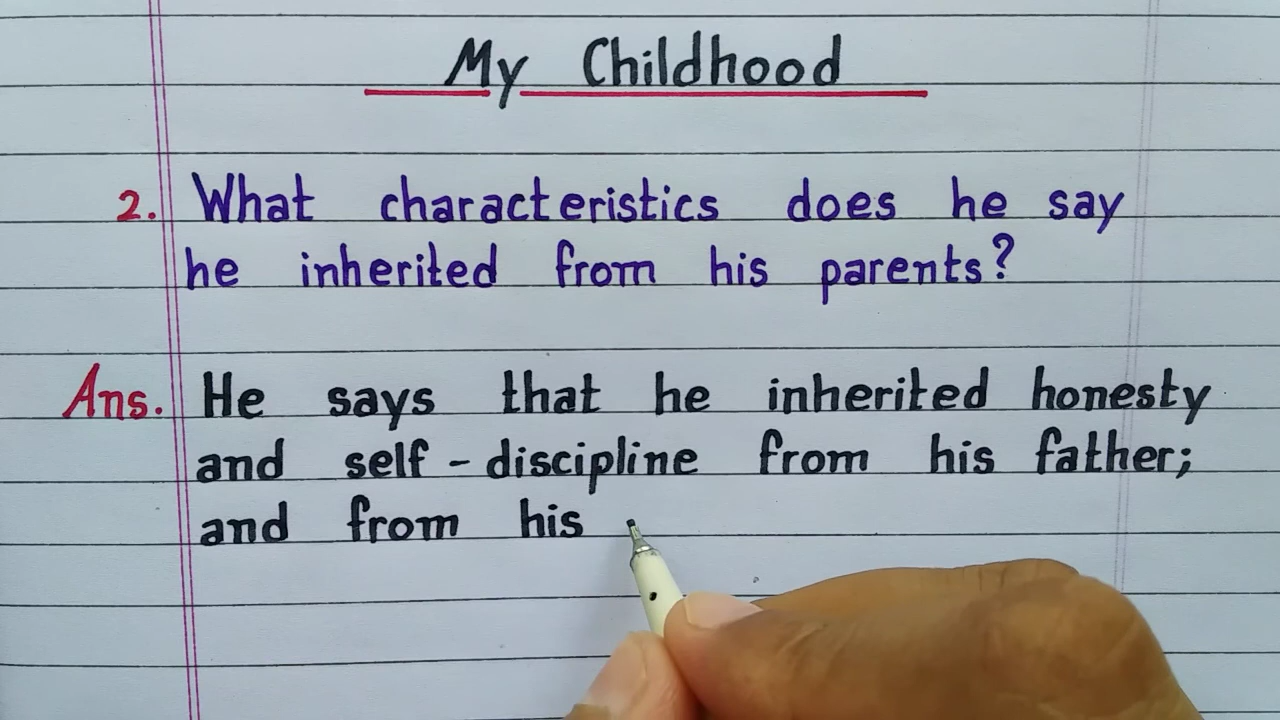 My Childhood
2. What characteristics does he say
he inherited from his parents?
Ans. He says that he inherited honesty
and self-discipline from his father;
and from his